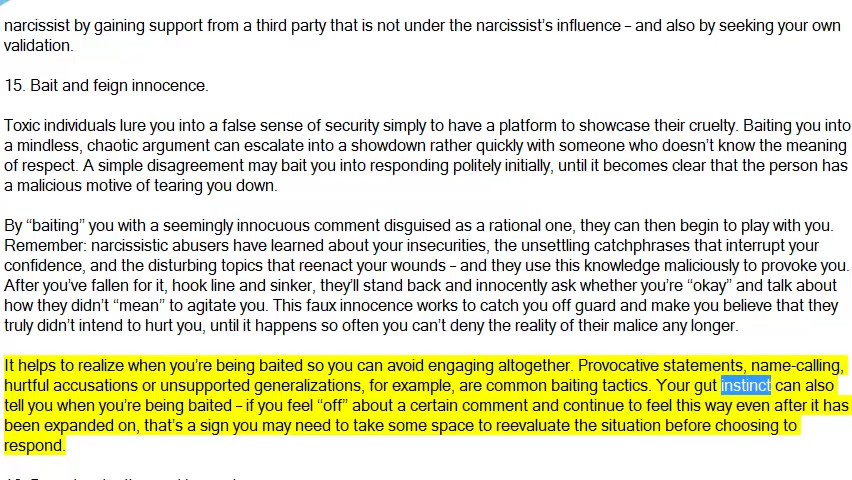 narcissist by gaining support from a third party that is not under the narcissist’s influence – and also by seeking your own
validation.
15. Bait and feign innocence.
Toxic individuals lure you into a false sense of security simply to have a platform to showcase their cruelty. Baiting you into
a mindless, chaotic argument can escalate into a showdown rather quickly with someone who doesn’t know the meaning
of respect. A simple disagreement may bait you into responding politely initially, until it becomes clear that the person has
a malicious motive of tearing you down.
By “baiting” you with a seemingly innocuous comment disguised as a rational one, they can then begin to play with you.
Remember: narcissistic abusers have learned about your insecurities, the unsettling catchphrases that interrupt your
confidence, and the disturbing topics that reenact your wounds – and they use this knowledge maliciously to provoke you.
After you’ve fallen for it, hook line and sinker, they’ll stand back and innocently ask whether you’re “okay” and talk about
how they didn’t “mean” to agitate you. This faux innocence works to catch you off guard and make you believe that they
truly didn’t intend to hurt you, until it happens so often you can’t deny the reality of their malice any longer.
It helps to realize when you’re being baited so you can avoid engaging altogether. Provocative statements, name-calling,
hurtful accusations or unsupported generalizations, for example, are common baiting tactics. Your gut instinct can also
tell you when you’re being baited – if you feel “off” about a certain comment and continue to feel this way even after it has
been expanded on, that’s a sign you may need to take some space to reevaluate the situation before choosing to
respond.